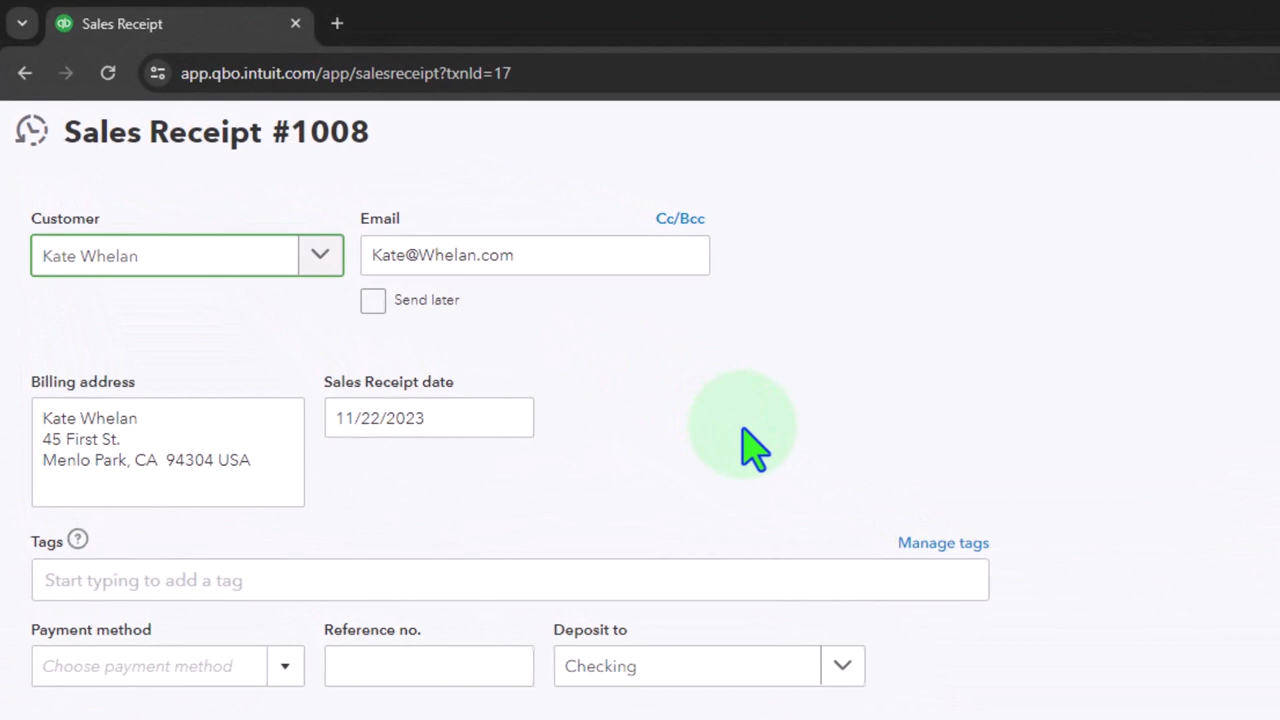 qb Sales Receipt
app.qbo.intuit.com/app/salesreceipt?txnId=17
Sales Receipt #1008
Customer
Email
Cc/Bcc
Kate Whelan
Kate@Whelan.com
Send later
Billing address
Sales Receipt date
Kate Whelan
45 First St.
Menlo Park, CA 94304 USA
11/22/2023
Tags ?
Manage tags
Start typing to add a tag
Payment method
Reference no.
Deposit to
Choose payment method
Checking